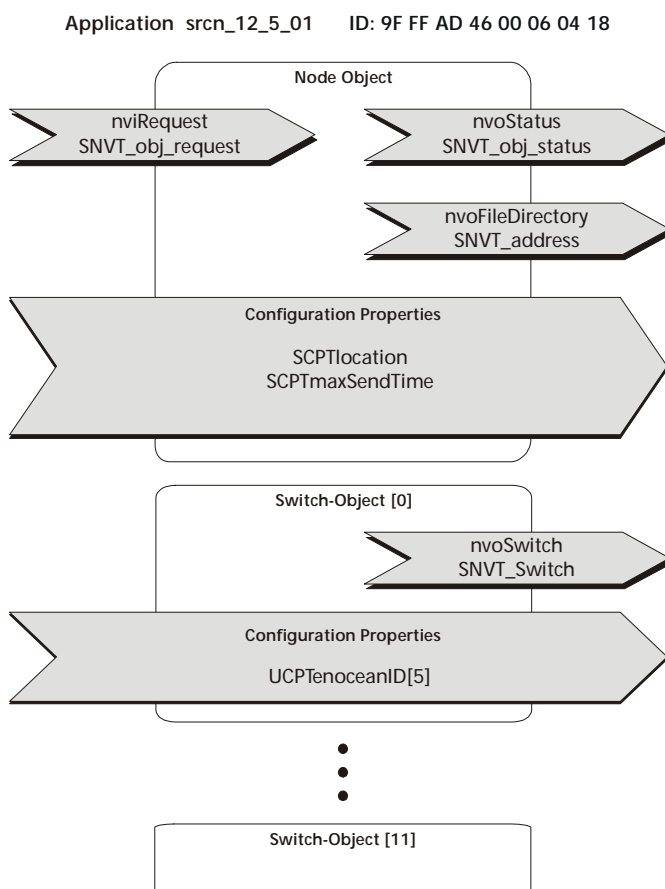 Application srcn_12_5_01 ID: 9F FF AD 46 00 06 04 18
Node Object
nviRequest
SNVT_obj_request
nvoStatus
SNVT_obj_status
nvoFileDirectory
SNVT_address
Configuration Properties
SCPTlocation
SCPTmaxSendTime
Switch-Object [0]
nvoSwitch
SNVT_Switch
Configuration Properties
UCPTenoceanID[5]
Switch-Object [11]